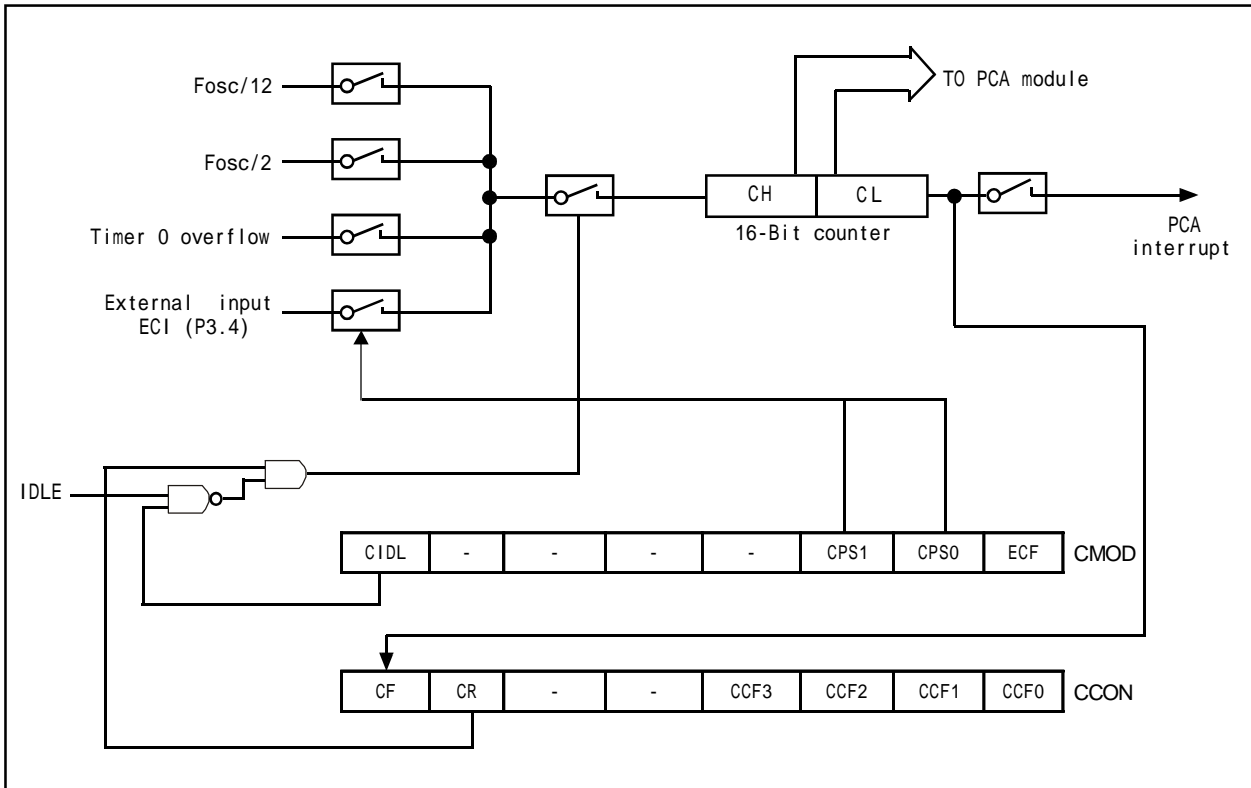 Fosc/12
Fosc/2
Timer 0 overflow
External input
ECI (P3.4)
TO PCA module
CH CL
16-Bit counter
PCA
interrupt
IDLE
CIDL - - - - CPS1 CPS0 ECF CMOD
CF CR - - CCF3 CCF2 CCF1 CCF0 CCON